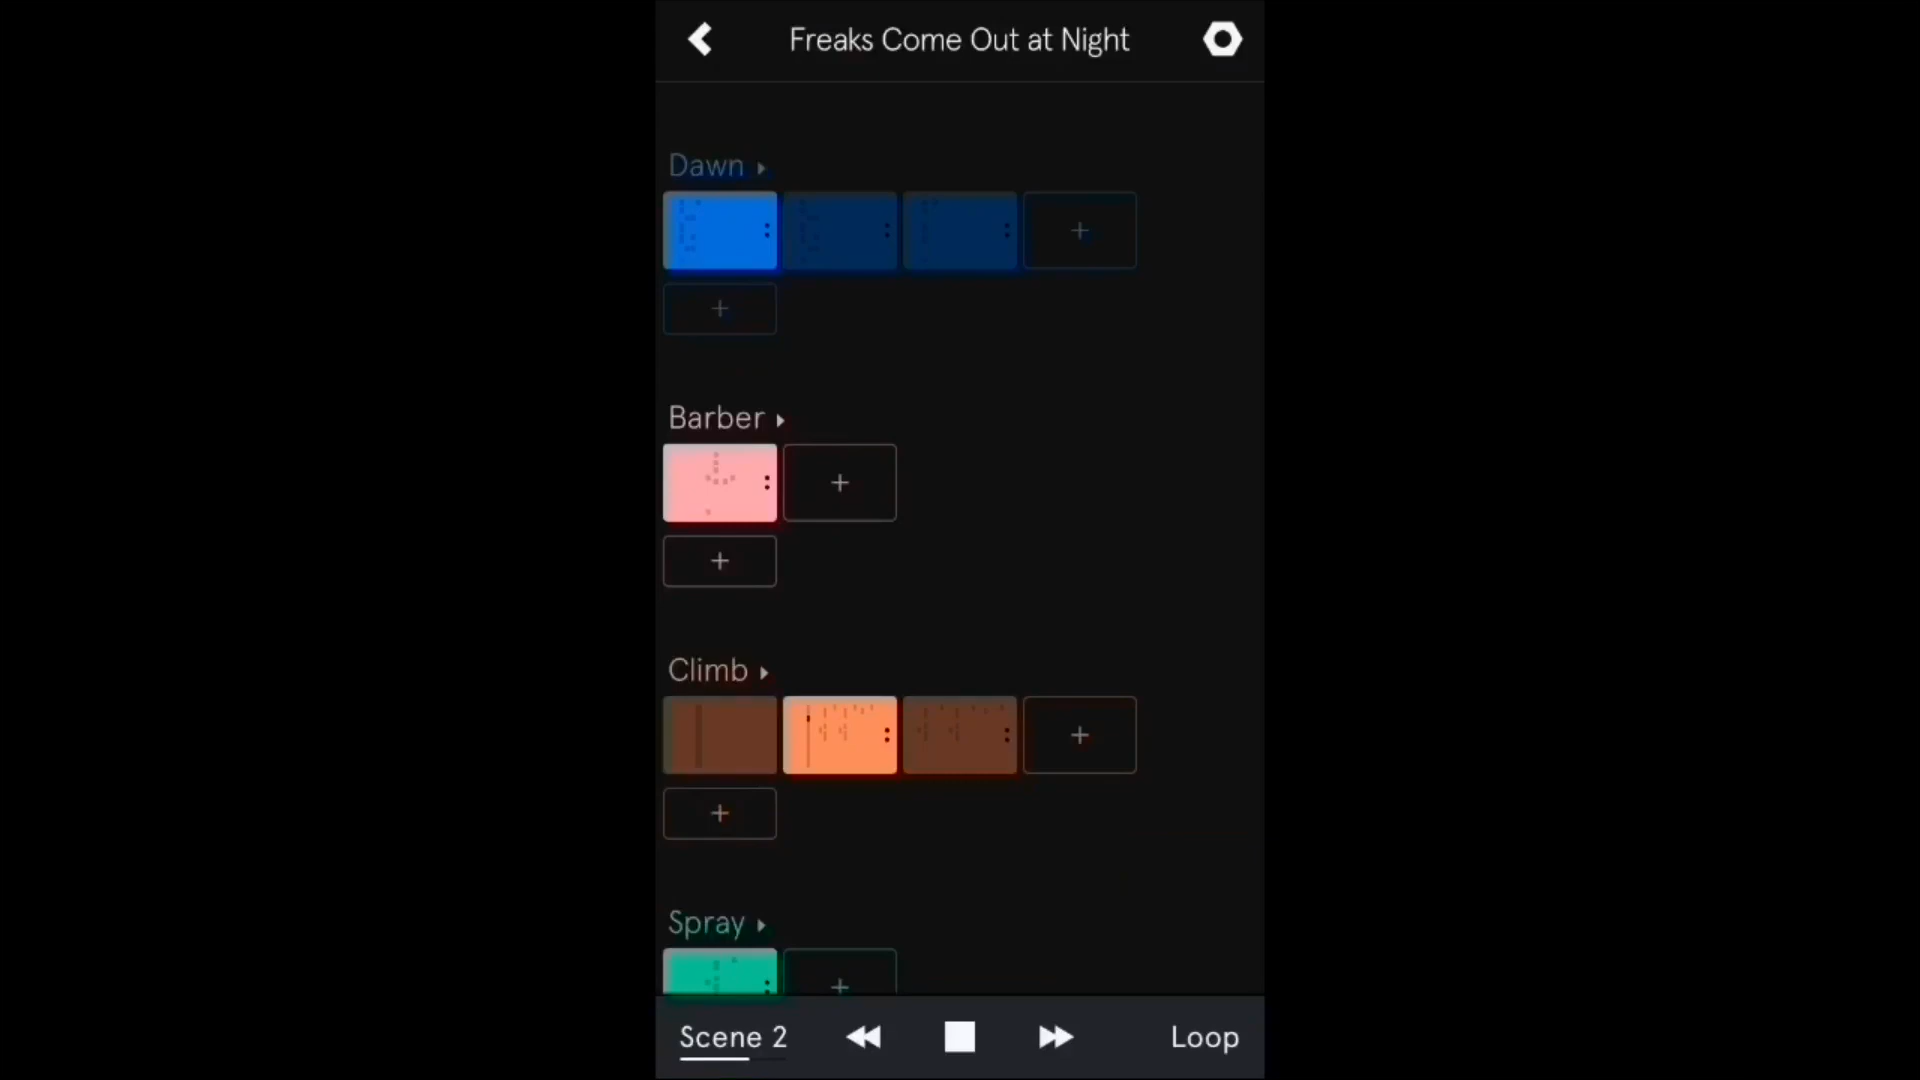 Freaks Come Out at Night
Dawn
+
+
Barber
+
+
Climb
+
+
Spray
+
Scene 2
Loop